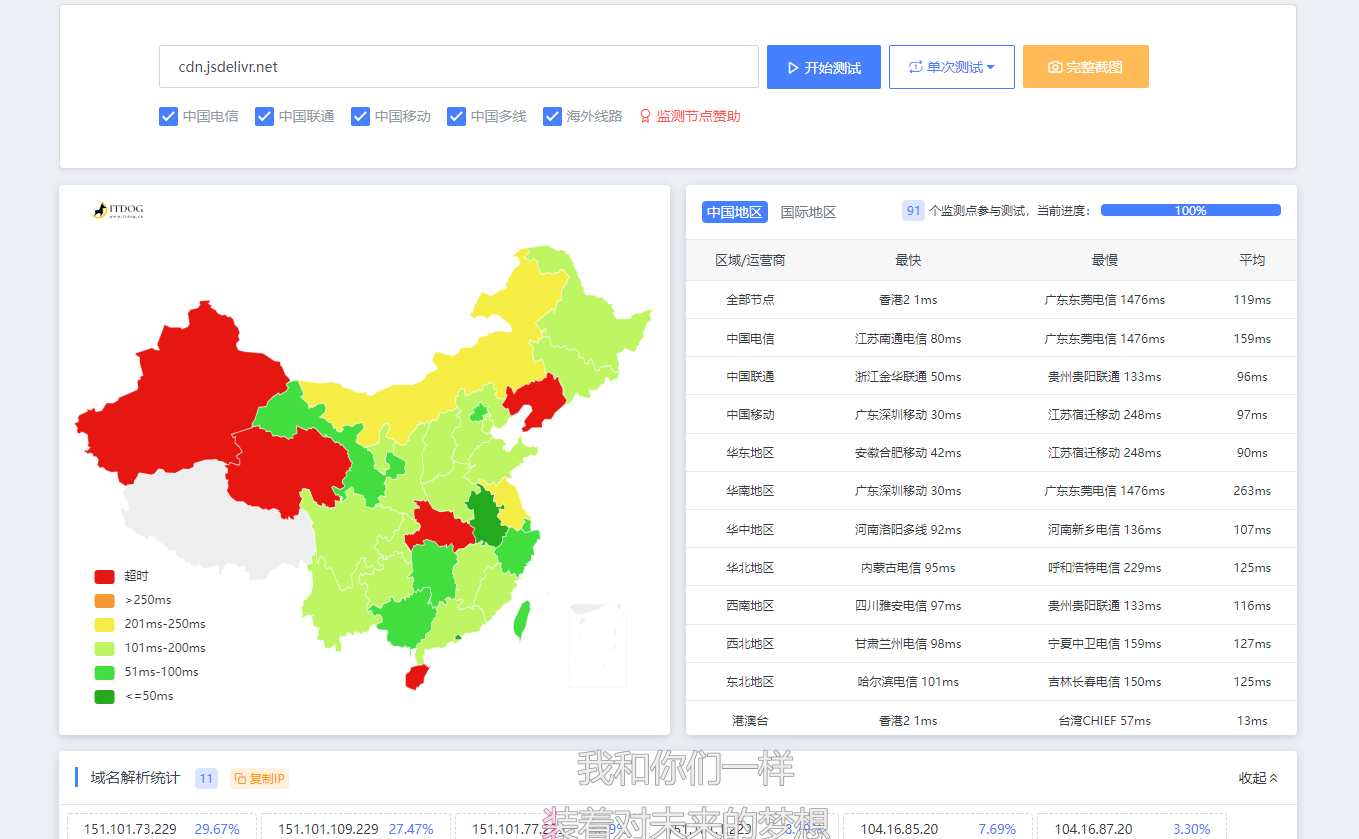 cdn.jsdelivr.net
开始测试
单次测试
完整截图
中国电信 中国联通 中国移动 中国多线 海外线路 监测节点赞助
ITDOG
www.itdog.cn
超时
>250ms
201ms-250ms
101ms-200ms
51ms-100ms
<=50ms
中国地区 国际地区 91 个监测点参与测试，当前进度： 100%
区域/运营商 最快 最慢 平均
全部节点 香港2 1ms 广东东莞电信 1476ms 119ms
中国电信 江苏南通电信 80ms 广东东莞电信 1476ms 159ms
中国联通 浙江金华联通 50ms 贵州贵阳联通 133ms 96ms
中国移动 广东深圳移动 30ms 江苏宿迁移动 248ms 97ms
华东地区 安徽合肥移动 42ms 江苏宿迁移动 248ms 90ms
华南地区 广东深圳移动 30ms 广东东莞电信 1476ms 263ms
华中地区 河南洛阳多线 92ms 河南新乡电信 136ms 107ms
华北地区 内蒙古电信 95ms 呼和浩特电信 229ms 125ms
西南地区 四川雅安电信 97ms 贵州贵阳联通 133ms 116ms
西北地区 甘肃兰州电信 98ms 宁夏中卫电信 159ms 127ms
东北地区 哈尔滨电信 101ms 吉林长春电信 150ms 125ms
港澳台 香港2 1ms 台湾CHIEF 57ms 13ms
域名解析统计 11 复制IP 收起
我和你们一样
151.101.73.229 29.67% 151.101.109.229 27.47% 104.16.85.20 7.69% 104.16.87.20 3.30%
装着对未来的梦想